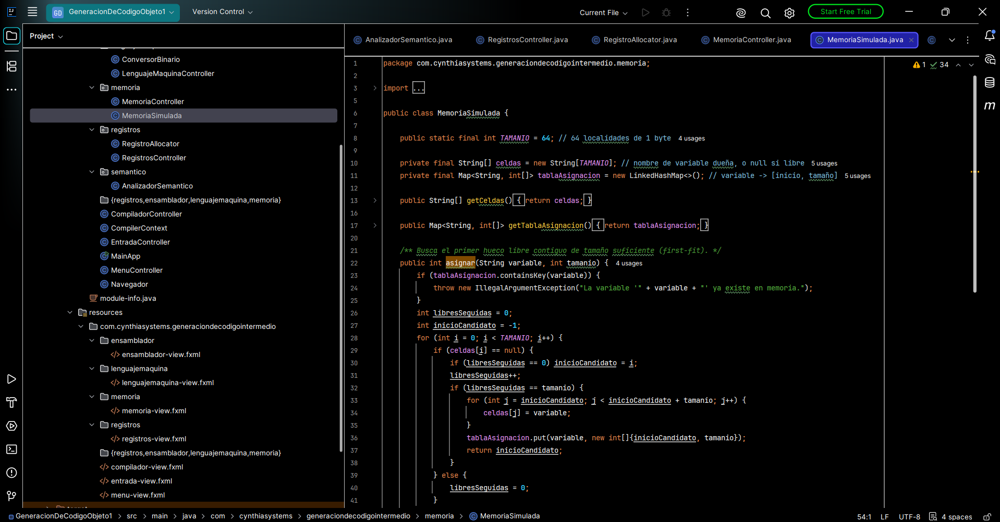 GD GeneracionDeCodigoObjeto1 Version Control Current File Start Free Trial
Project
ConversorBinario
LenguajeMaquinaController
memoria
MemoriaController
MemoriaSimulada
registros
RegistroAllocator
RegistrosController
semantico
AnalizadorSemantico
{registros,ensamblador,lenguajemaquina,memoria}
CompiladorController
CompilerContext
EntradaController
MainApp
MenuController
Navegador
module-info.java
resources
com.cynthiasystems.generaciondecodigointermedio
ensamblador
ensamblador-view.fxml
lenguajemaquina
lenguajemaquina-view.fxml
memoria
memoria-view.fxml
registros
registros-view.fxml
{registros,ensamblador,lenguajemaquina,memoria}
compilador-view.fxml
entrada-view.fxml
menu-view.fxml
AnalizadorSemantico.java RegistrosController.java RegistroAllocator.java MemoriaController.java MemoriaSimulada.java
1 package com.cynthiasystems.generaciondecodigointermedio.memoria; 1 34
2
3 import ...
5
6 public class MemoriaSimulada {
7
8 public static final int TAMANIO = 64; // 64 localidades de 1 byte 4 usages
9
10 private final String[] celdas = new String[TAMANIO]; // nombre de variable dueña, o null si libre 5 usages
11 private final Map<String, int[]> tablaAsignacion = new LinkedHashMap<>(); // variable -> [inicio, tamaño] 5 usages
12
13 public String[] getCeldas() { return celdas; }
16
17 public Map<String, int[]> getTablaAsignacion() { return tablaAsignacion; }
20
21 /** Busca el primer hueco libre contiguo de tamaño suficiente (first-fit). */
22 public int asignar(String variable, int tamanio) { 4 usages
23 if (tablaAsignacion.containsKey(variable)) {
24 throw new IllegalArgumentException("La variable '" + variable + "' ya existe en memoria.");
25 }
26 int libresSeguidas = 0;
27 int inicioCandidato = -1;
28 for (int i = 0; i < TAMANIO; i++) {
29 if (celdas[i] == null) {
30 if (libresSeguidas == 0) inicioCandidato = i;
31 libresSeguidas++;
32 if (libresSeguidas == tamanio) {
33 for (int j = inicioCandidato; j < inicioCandidato + tamanio; j++) {
34 celdas[j] = variable;
35 }
36 tablaAsignacion.put(variable, new int[]{inicioCandidato, tamanio});
37 return inicioCandidato;
38 }
39 } else {
40 libresSeguidas = 0;
41 }
GeneracionDeCodigoObjeto1 > src > main > java > com > cynthiasystems > generaciondecodigointermedio > memoria > MemoriaSimulada 54:1 LF UTF-8 4 spaces